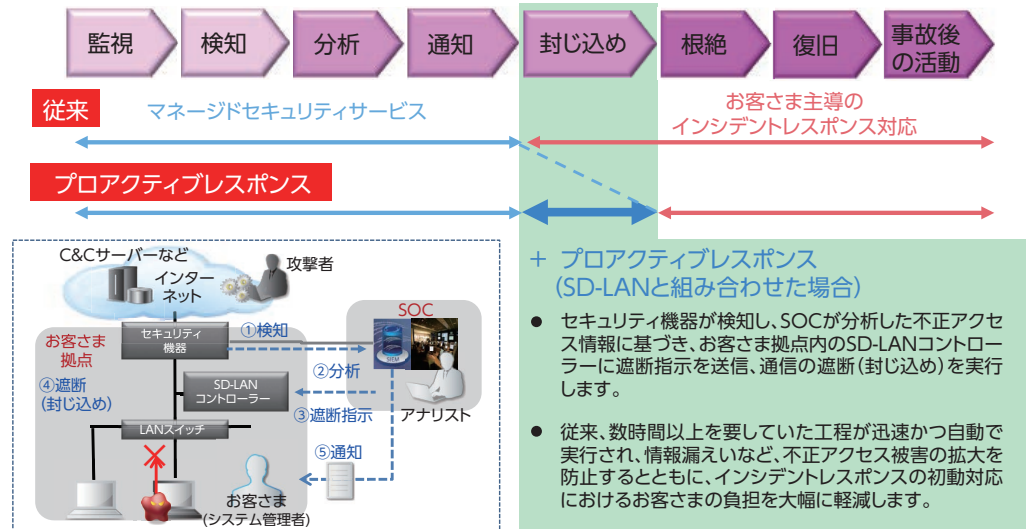 監視
検知
分析
通知
封じ込め
根絶
復旧
事故後
の活動
従来
マネージドセキュリティサービス
お客さま主導の
インシデントレスポンス対応
プロアクティブレスポンス
C&Cサーバーなど
インター
ネット
攻撃者
セキュリティ
機器
①検知
SOC
SIEM
お客さま
拠点
②分析
④遮断
(封じ込め)
SD-LAN
コントローラー
③遮断指示
アナリスト
LANスイッチ
⑤通知
お客さま
(システム管理者)
+ プロアクティブレスポンス
(SD-LANと組み合わせた場合)
● セキュリティ機器が検知し、SOCが分析した不正アクセ
ス情報に基づき、お客さま拠点内のSD-LANコントロー
ラーに遮断指示を送信、通信の遮断(封じ込め)を実行
します。
● 従来、数時間以上を要していた工程が迅速かつ自動で
実行され、情報漏えいなど、不正アクセス被害の拡大を
防止するとともに、インシデントレスポンスの初動対応
におけるお客さまの負担を大幅に軽減します。